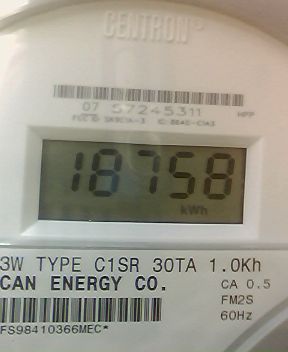 CENTRON®
07 57245311 HPP
18758
kWh
3W TYPE C1SR 30TA 1.0Kh
CAN ENERGY CO. CA 0.5
FM2S
60Hz
FS98410366MEC*